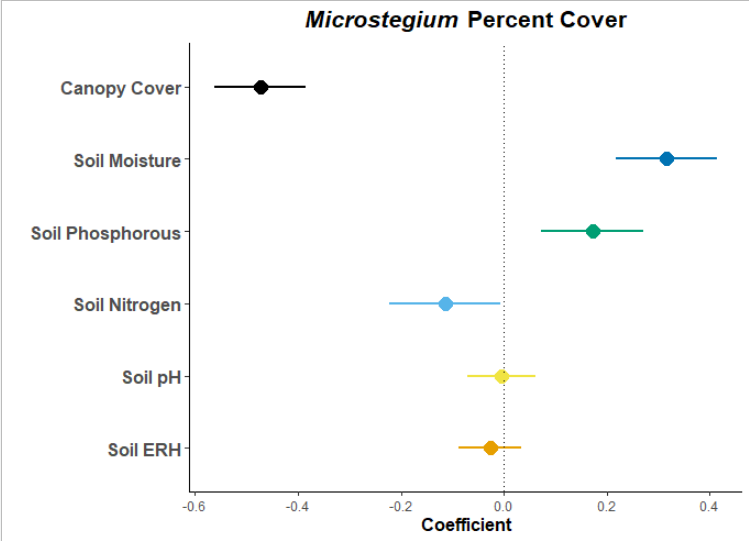 Microstegium Percent Cover
Canopy Cover
Soil Moisture
Soil Phosphorous
Soil Nitrogen
Soil pH
Soil ERH
-0.6 -0.4 -0.2 0.0 0.2 0.4
Coefficient